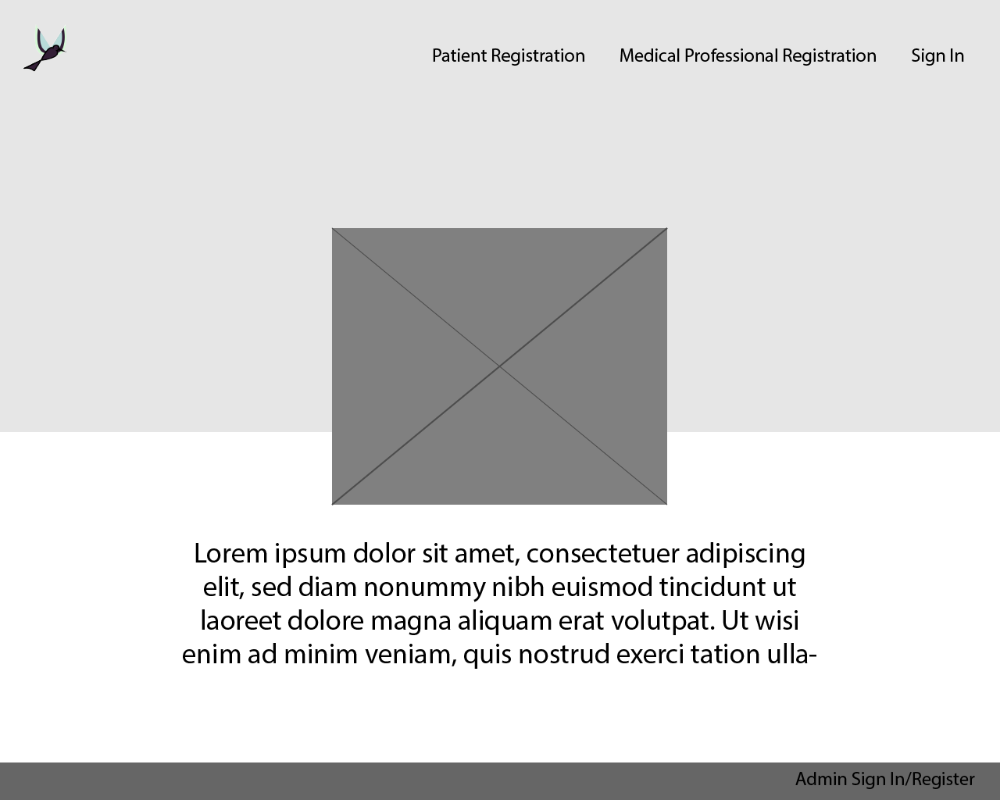 Patient Registration
Medical Professional Registration
Sign In
Lorem ipsum dolor sit amet, consectetuer adipiscing
elit, sed diam nonummy nibh euismod tincidunt ut
laoreet dolore magna aliquam erat volutpat. Ut wisi
enim ad minim veniam, quis nostrud exerci tation ulla-
Admin Sign In/Register